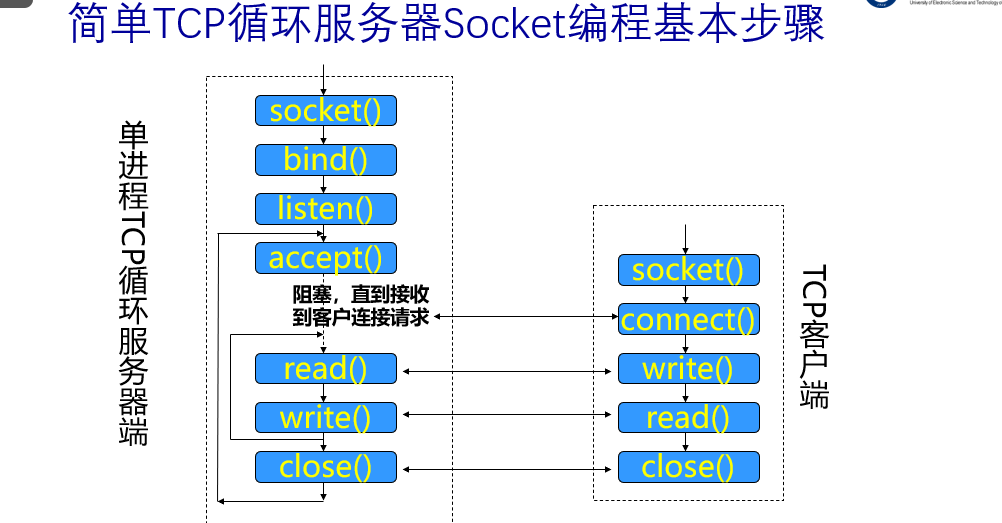 University of Electronic Science and Technology of
简单TCP循环服务器Socket编程基本步骤
单进程TCP循环服务器端
socket()
bind()
listen()
accept()
阻塞，直到接收
到客户连接请求
read()
write()
close()
socket()
connect()
write()
read()
close()
TCP客户端